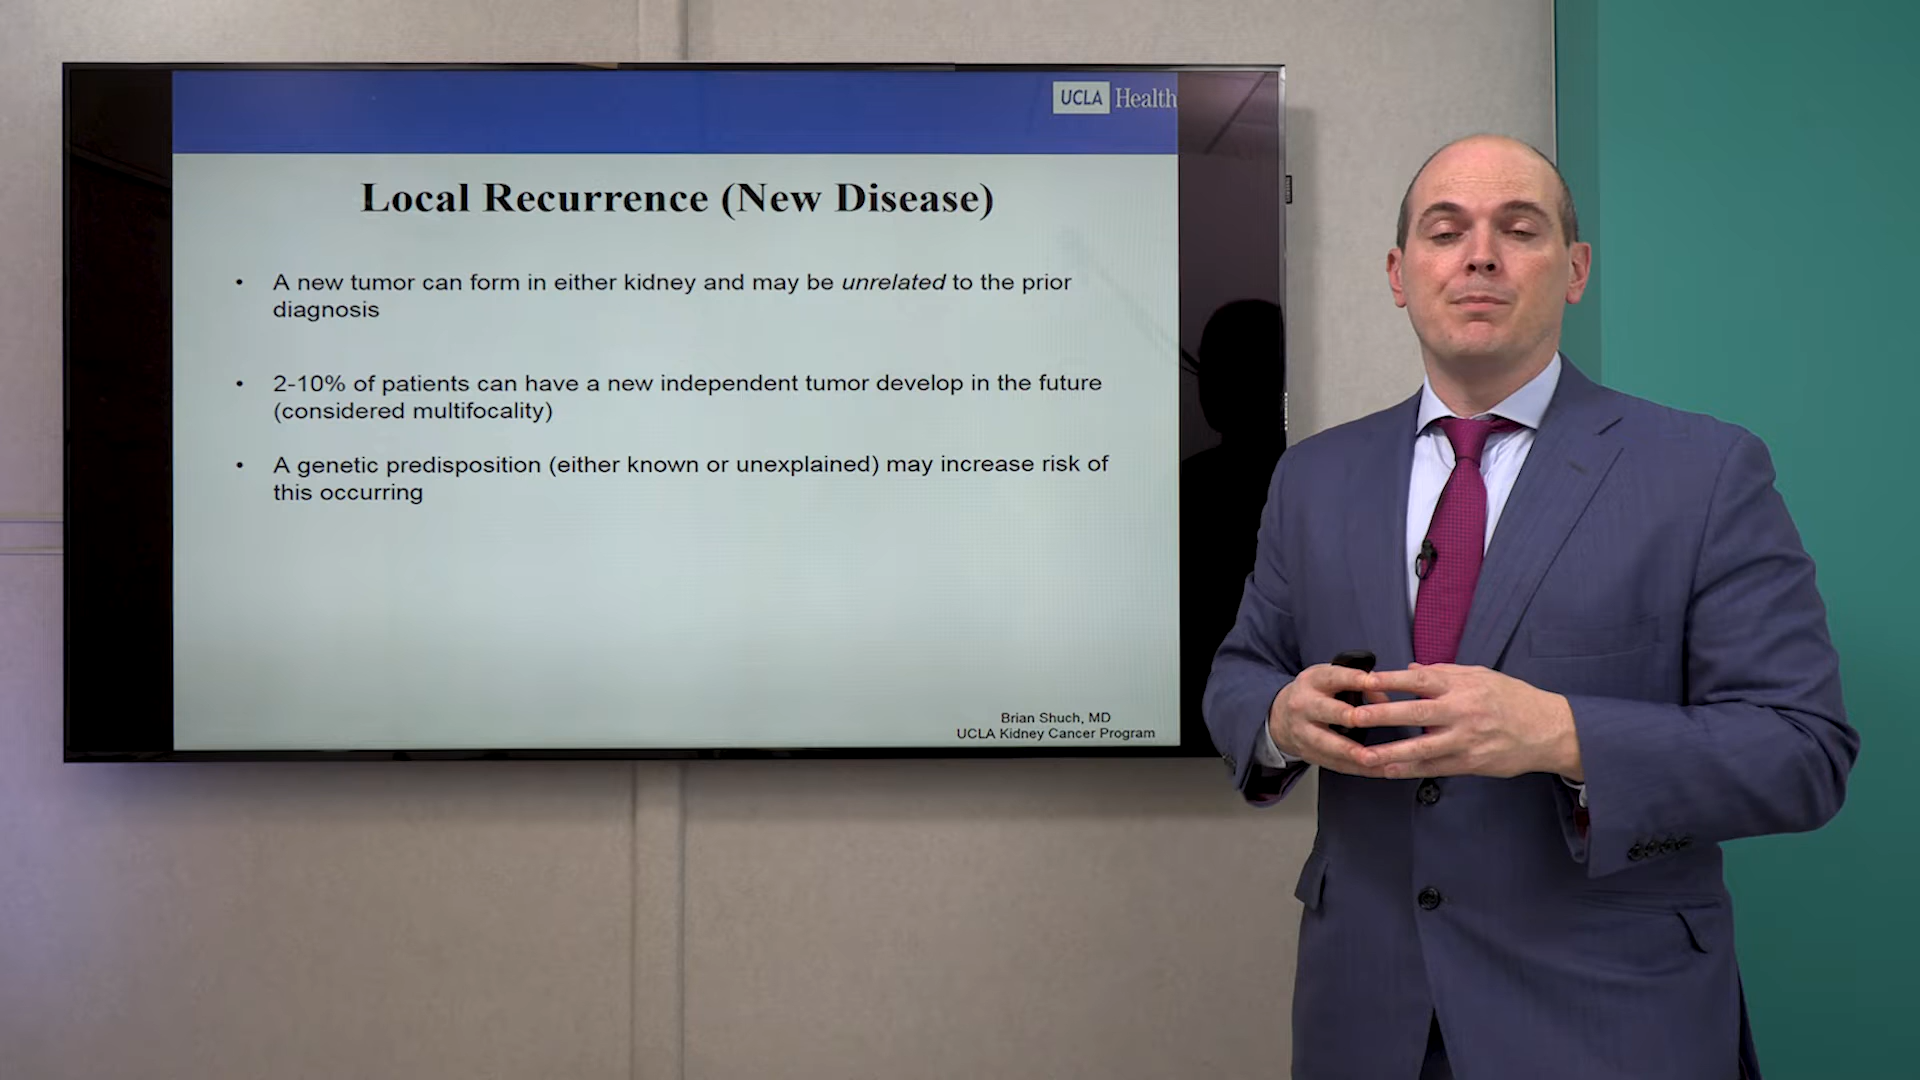 UCLA Health
Local Recurrence (New Disease)
• A new tumor can form in either kidney and may be unrelated to the prior
diagnosis
• 2-10% of patients can have a new independent tumor develop in the future
(considered multifocality)
• A genetic predisposition (either known or unexplained) may increase risk of
this occurring
Brian Shuch, MD
UCLA Kidney Cancer Program